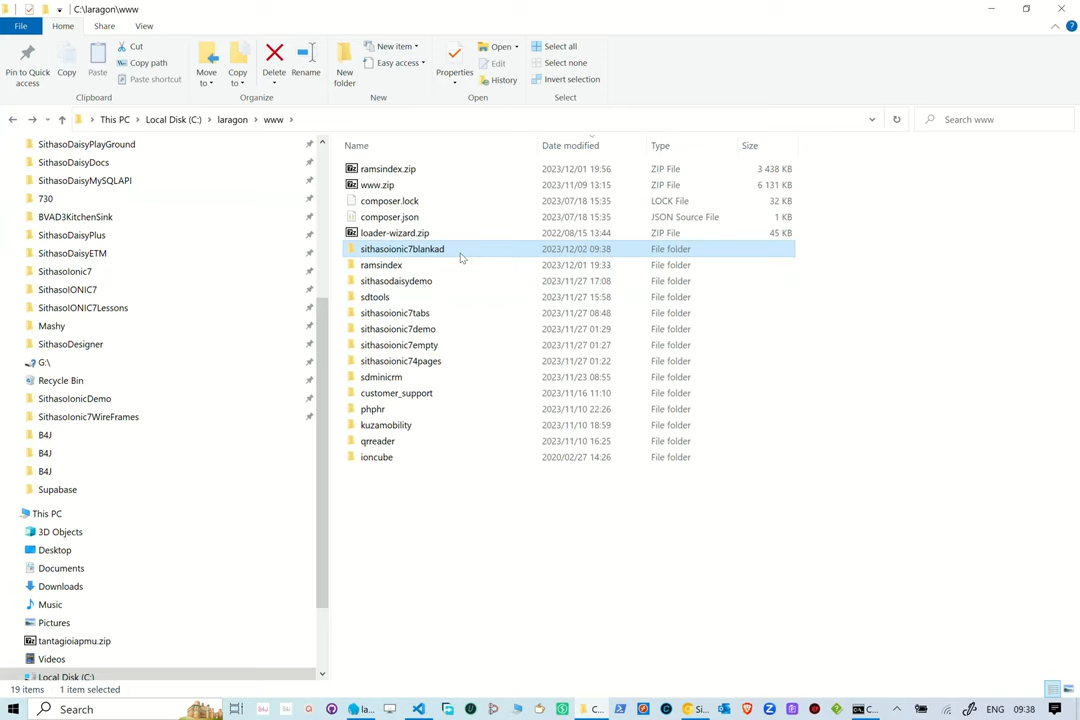 C:\laragon\www
File
Home
Share
View
Pin to Quick access
Copy
Paste
Cut
Copy path
Paste shortcut
Clipboard
Move to
Copy to
Delete
Rename
Organize
New folder
New item
Easy access
New
Properties
Open
Edit
History
Open
Select all
Select none
Invert selection
Select
This PC
Local Disk (C:)
laragon
www
Search www
SithasoDaisyPlayGround
SithasoDaisyDocs
SithasoDaisyMySQLAPI
730
BVAD3KitchenSink
SithasoDaisyPlus
SithasoDaisyETM
SithasoIonic7
SithasoIONIC7
SithasoIONIC7Lessons
Mashy
SithasoDesigner
G:\
Recycle Bin
SithasoIonicDemo
SithasoIonic7WireFrames
B4J
B4J
B4J
Supabase
This PC
3D Objects
Desktop
Documents
Downloads
Music
Pictures
tantagioiapmu.zip
Videos
Local Disk (C:)
Name Date modified Type Size
ramsindex.zip 2023/12/01 19:56 ZIP File 3 438 KB
www.zip 2023/11/09 13:15 ZIP File 6 131 KB
composer.lock 2023/07/18 15:35 LOCK File 32 KB
composer.json 2023/07/18 15:35 JSON Source File 1 KB
loader-wizard.zip 2022/08/15 13:44 ZIP File 45 KB
sithasoionic7blankad 2023/12/02 09:38 File folder
ramsindex 2023/12/01 19:33 File folder
sithasodaisydemo 2023/11/27 17:08 File folder
sdtools 2023/11/27 15:58 File folder
sithasoionic7tabs 2023/11/27 08:48 File folder
sithasoionic7demo 2023/11/27 01:29 File folder
sithasoionic7empty 2023/11/27 01:27 File folder
sithasoionic74pages 2023/11/27 01:22 File folder
sdminicrm 2023/11/23 08:55 File folder
customer_support 2023/11/16 11:10 File folder
phphr 2023/11/10 22:26 File folder
kuzamobility 2023/11/10 18:59 File folder
qrreader 2023/11/10 16:25 File folder
ioncube 2020/02/27 14:26 File folder
19 items 1 item selected
Search
la...
C...
Si...
C...
ENG
09:38